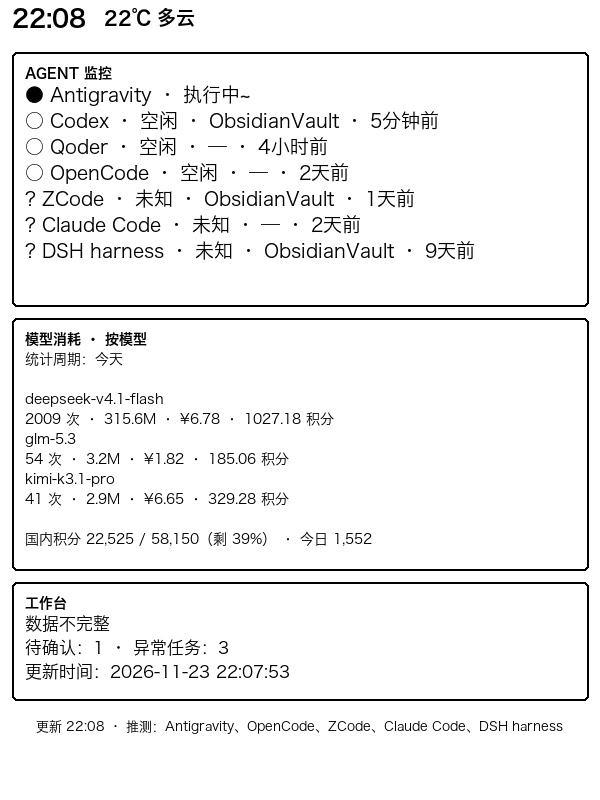 22:08 22℃ 多云
AGENT 监控
● Antigravity · 执行中~
○ Codex · 空闲 · ObsidianVault · 5分钟前
○ Qoder · 空闲 · — · 4小时前
○ OpenCode · 空闲 · — · 2天前
? ZCode · 未知 · ObsidianVault · 1天前
? Claude Code · 未知 · — · 2天前
? DSH harness · 未知 · ObsidianVault · 9天前
模型消耗 · 按模型
统计周期：今天
deepseek-v4.1-flash
2009 次 · 315.6M · ¥6.78 · 1027.18 积分
glm-5.3
54 次 · 3.2M · ¥1.82 · 185.06 积分
kimi-k3.1-pro
41 次 · 2.9M · ¥6.65 · 329.28 积分
国内积分 22,525 / 58,150（剩 39%） · 今日 1,552
工作台
数据不完整
待确认：1 · 异常任务：3
更新时间：2026-11-23 22:07:53
更新 22:08 · 推测：Antigravity、OpenCode、ZCode、Claude Code、DSH harness